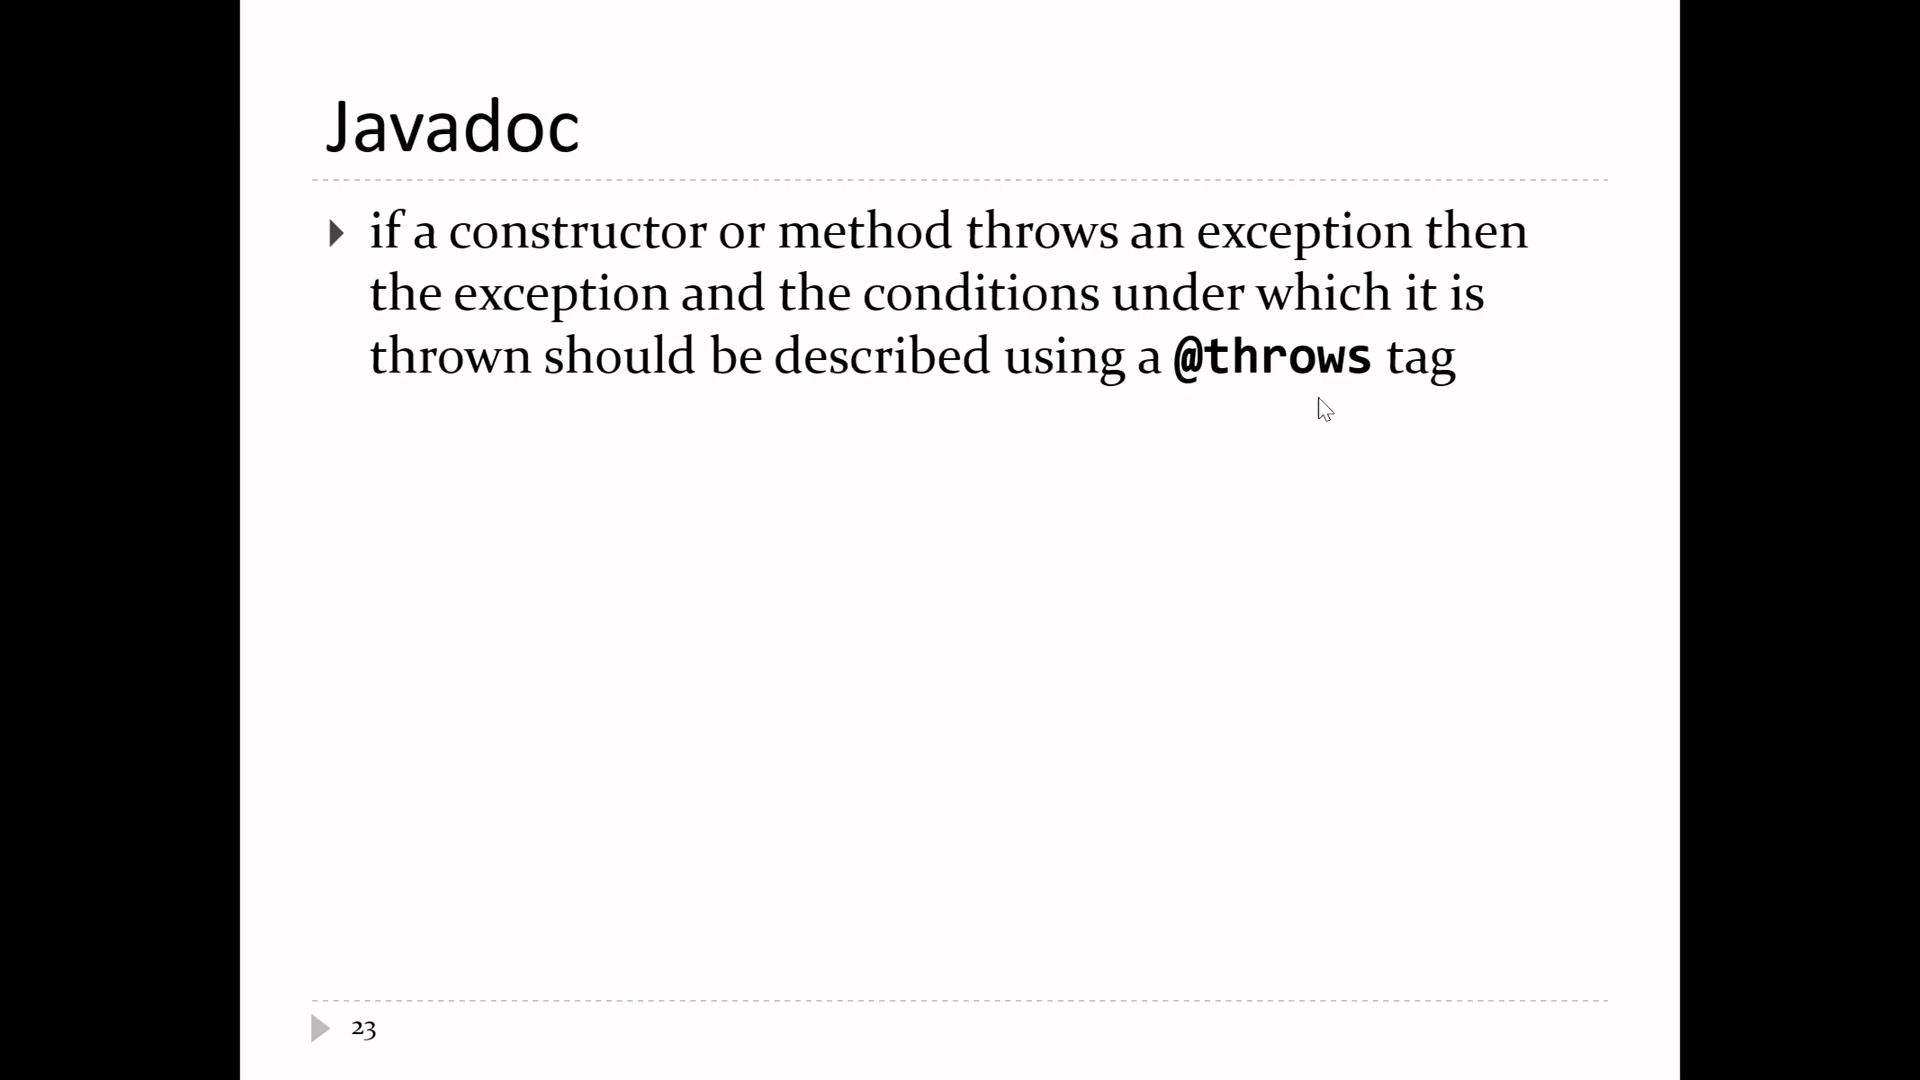 Javadoc
if a constructor or method throws an exception then
the exception and the conditions under which it is
thrown should be described using a @throws tag
23